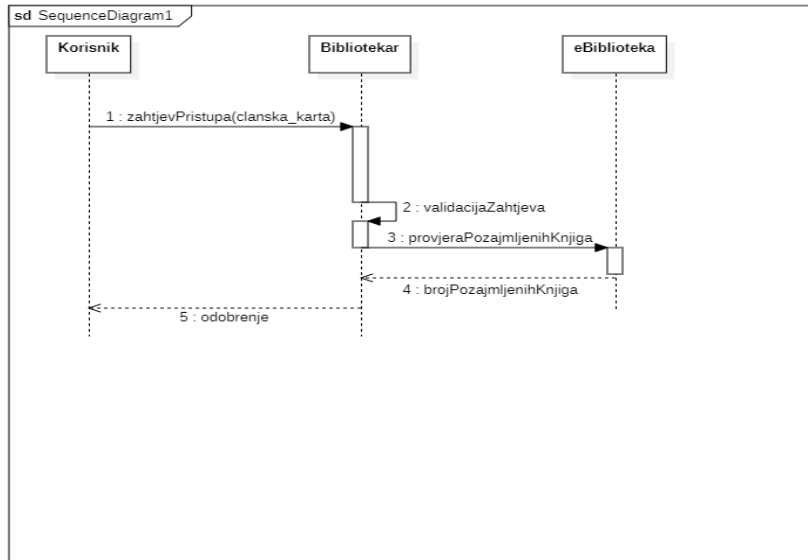 sd SequenceDiagram1
Korisnik
Bibliotekar
eBiblioteka
1 : zahtjevPristupa(clanska_karta)
2 : validacijaZahtjeva
3 : provjeraPozajmljenihKnjiga
4 : brojPozajmljenihKnjiga
5 : odobrenje